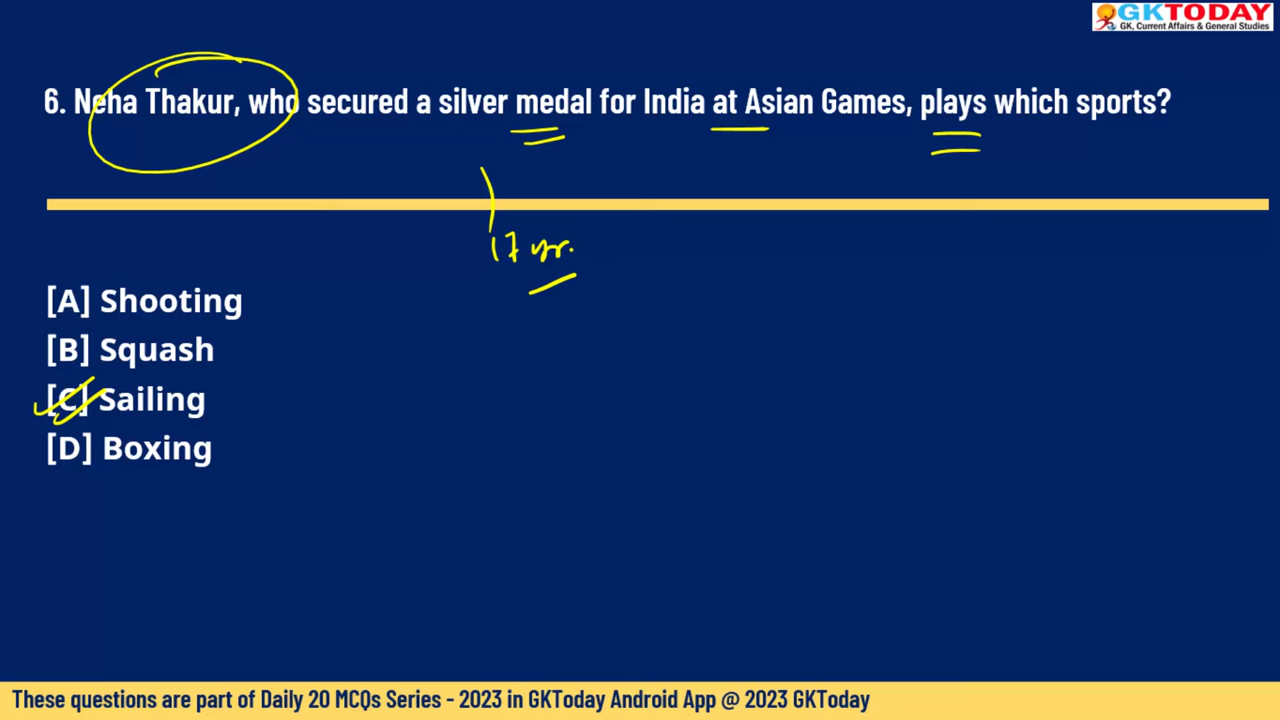 GKTODAY
GK, Current Affairs & General Studies
6. Neha Thakur, who secured a silver medal for India at Asian Games, plays which sports?
17 yr.
[A] Shooting
[B] Squash
[C] Sailing
[D] Boxing
These questions are part of Daily 20 MCQs Series - 2023 in GKToday Android App @ 2023 GKToday